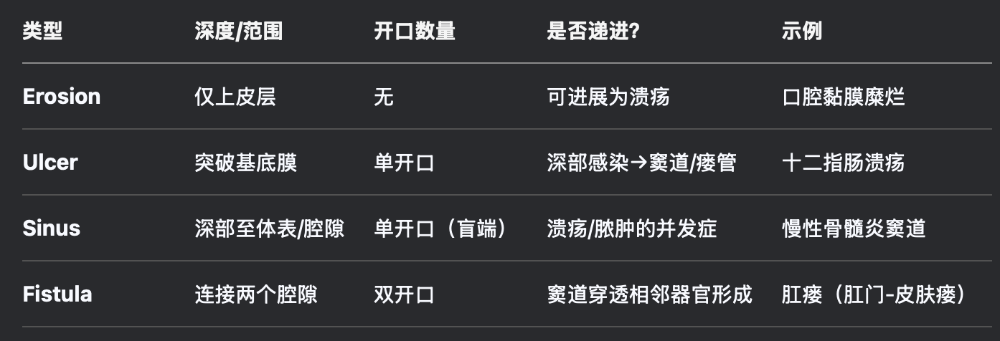 类型 深度/范围 开口数量 是否递进? 示例
Erosion 仅上皮层 无 可进展为溃疡 口腔黏膜糜烂
Ulcer 突破基底膜 单开口 深部感染→窦道/瘘管 十二指肠溃疡
Sinus 深部至体表/腔隙 单开口（盲端） 溃疡/脓肿的并发症 慢性骨髓炎窦道
Fistula 连接两个腔隙 双开口 窦道穿透相邻器官形成 肛瘘（肛门-皮肤瘘）